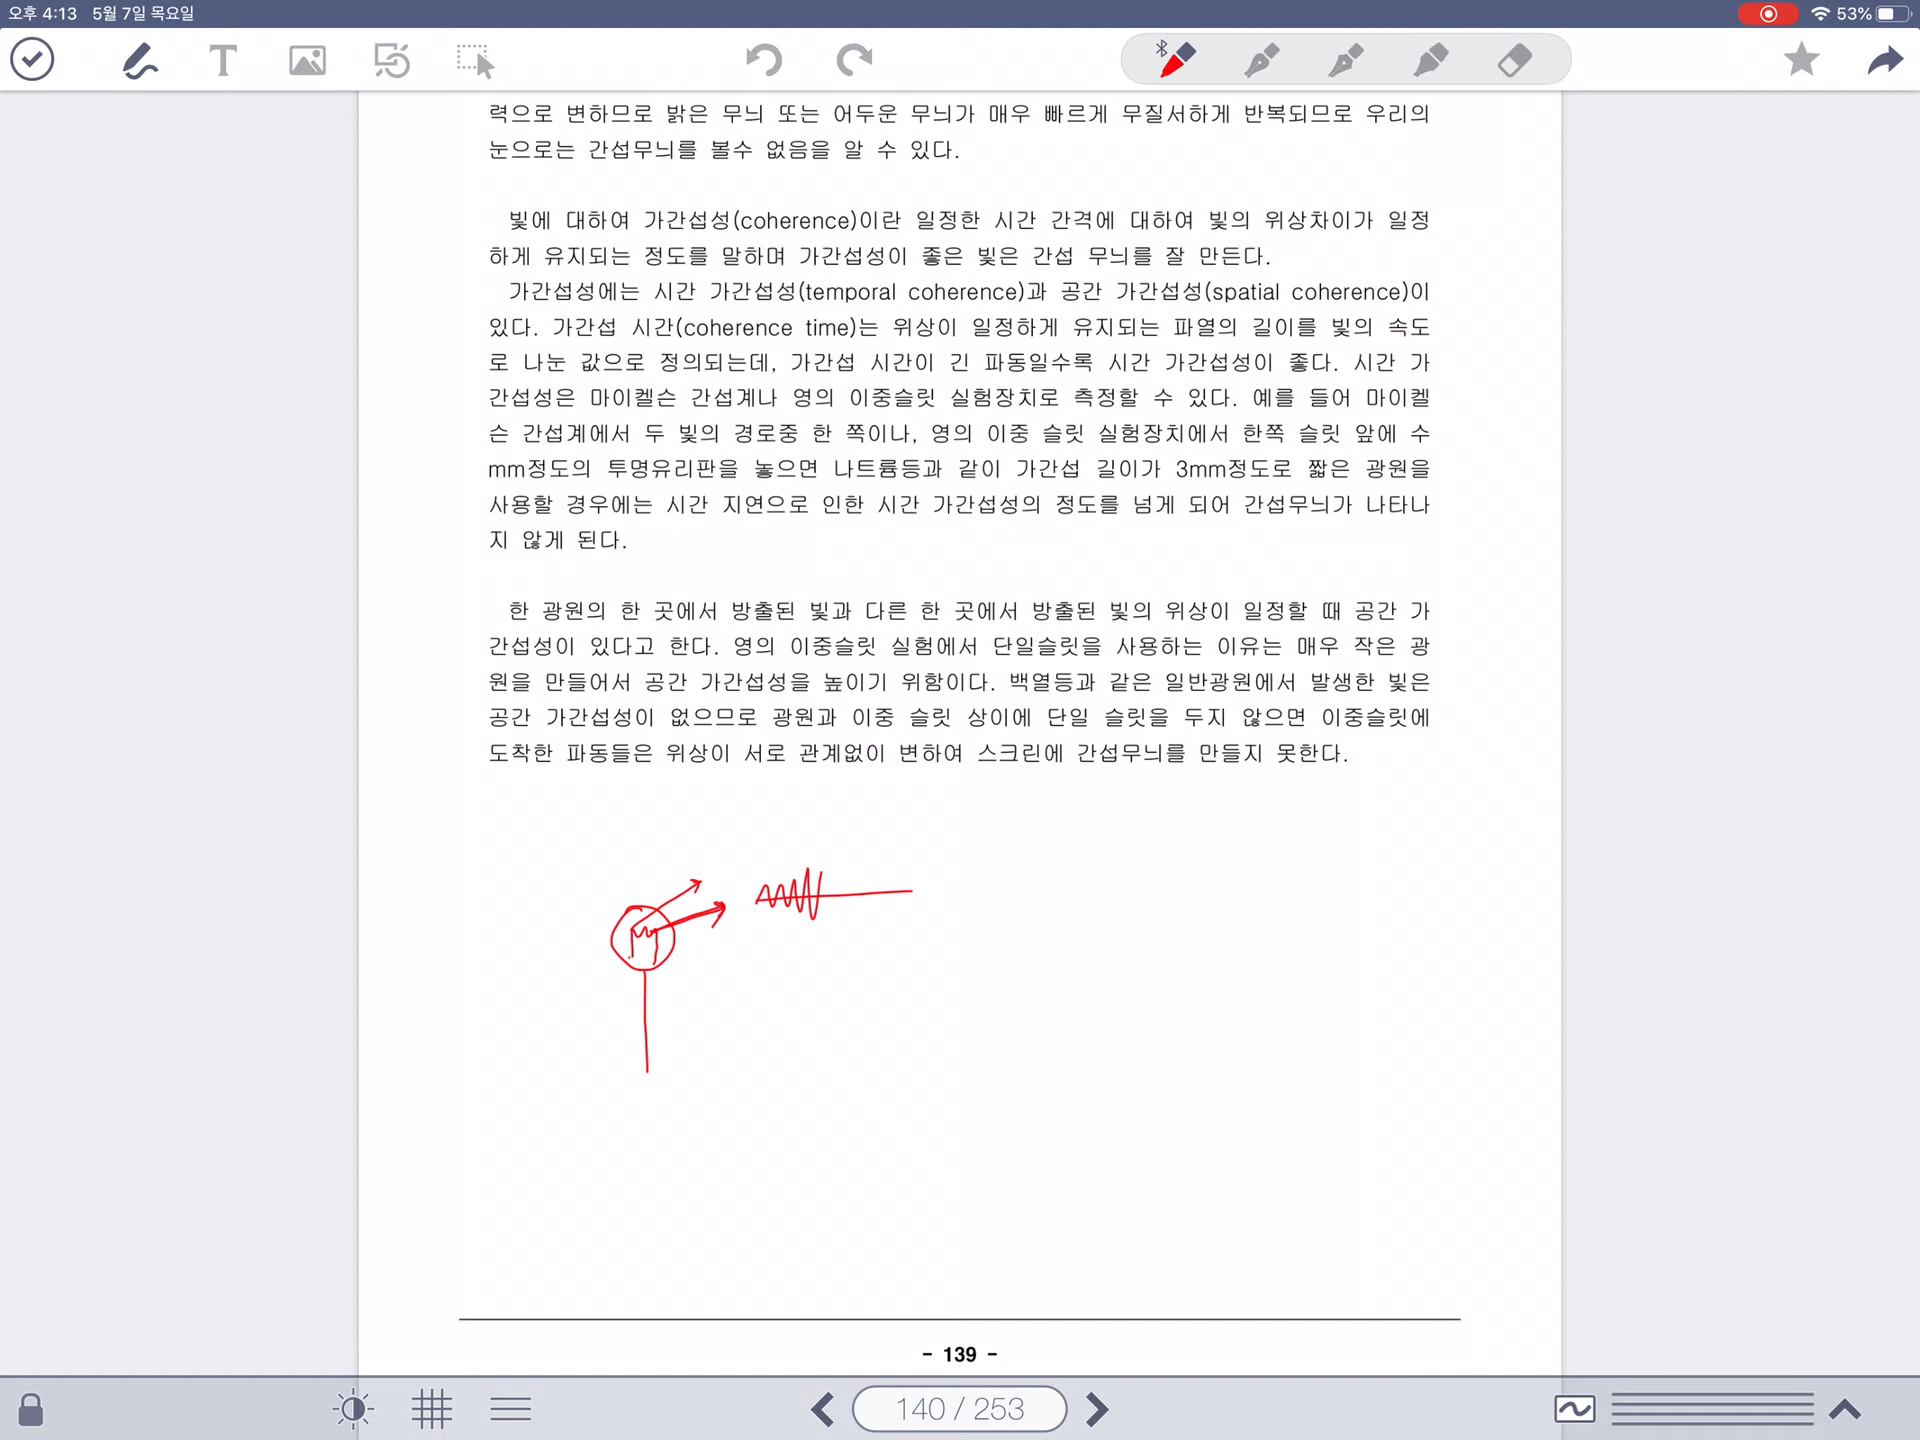 오후 4:13 5월 7일 목요일 53%
T
력으로 변하므로 밝은 무늬 또는 어두운 무늬가 매우 빠르게 무질서하게 반복되므로 우리의
눈으로는 간섭무늬를 볼수 없음을 알 수 있다.
빛에 대하여 가간섭성(coherence)이란 일정한 시간 간격에 대하여 빛의 위상차이가 일정
하게 유지되는 정도를 말하며 가간섭성이 좋은 빛은 간섭 무늬를 잘 만든다.
가간섭성에는 시간 가간섭성(temporal coherence)과 공간 가간섭성(spatial coherence)이
있다. 가간섭 시간(coherence time)는 위상이 일정하게 유지되는 파열의 길이를 빛의 속도
로 나눈 값으로 정의되는데, 가간섭 시간이 긴 파동일수록 시간 가간섭성이 좋다. 시간 가
간섭성은 마이켈슨 간섭계나 영의 이중슬릿 실험장치로 측정할 수 있다. 예를 들어 마이켈
슨 간섭계에서 두 빛의 경로중 한 쪽이나, 영의 이중 슬릿 실험장치에서 한쪽 슬릿 앞에 수
mm정도의 투명유리판을 놓으면 나트륨등과 같이 가간섭 길이가 3mm정도로 짧은 광원을
사용할 경우에는 시간 지연으로 인한 시간 가간섭성의 정도를 넘게 되어 간섭무늬가 나타나
지 않게 된다.
한 광원의 한 곳에서 방출된 빛과 다른 한 곳에서 방출된 빛의 위상이 일정할 때 공간 가
간섭성이 있다고 한다. 영의 이중슬릿 실험에서 단일슬릿을 사용하는 이유는 매우 작은 광
원을 만들어서 공간 가간섭성을 높이기 위함이다. 백열등과 같은 일반광원에서 발생한 빛은
공간 가간섭성이 없으므로 광원과 이중 슬릿 상이에 단일 슬릿을 두지 않으면 이중슬릿에
도착한 파동들은 위상이 서로 관계없이 변하여 스크린에 간섭무늬를 만들지 못한다.
- 139 -
140 / 253